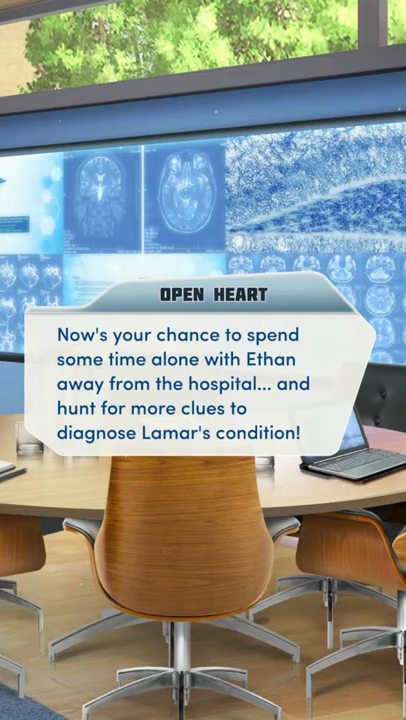 OPEN HEART
Now's your chance to spend
some time alone with Ethan
away from the hospital... and
hunt for more clues to
diagnose Lamar's condition!